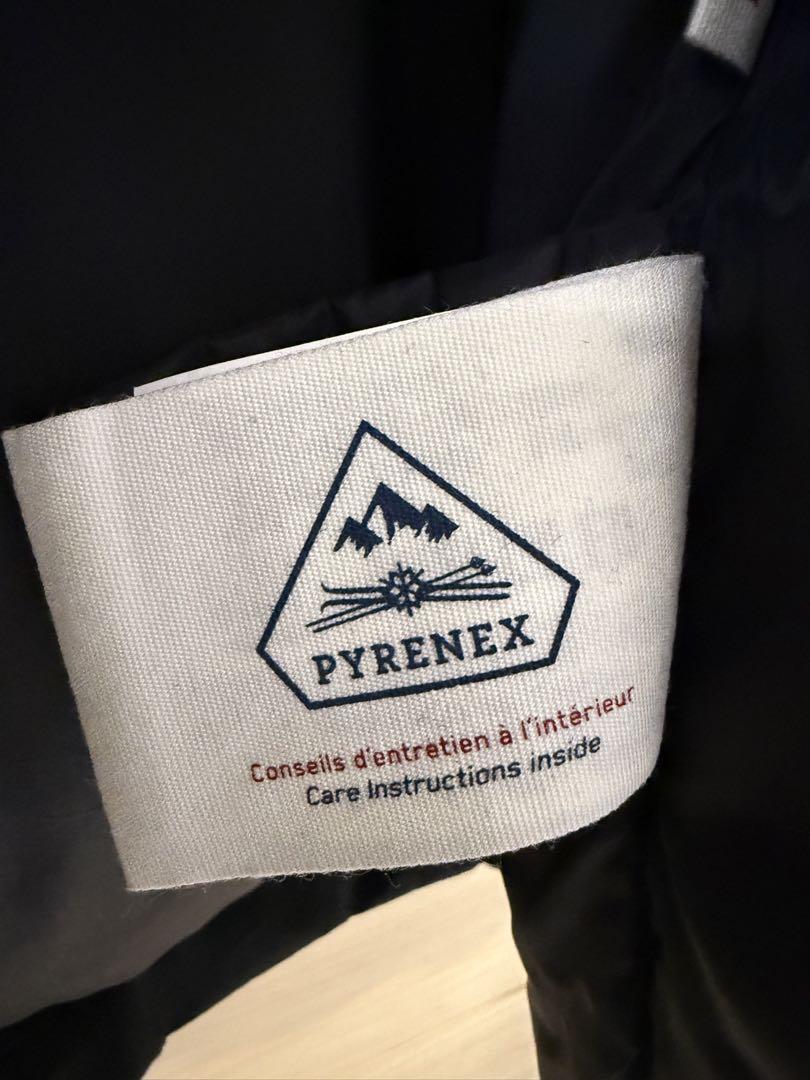 PYRENEX
Conseils d'entretien à l'intérieur
Care Instructions inside